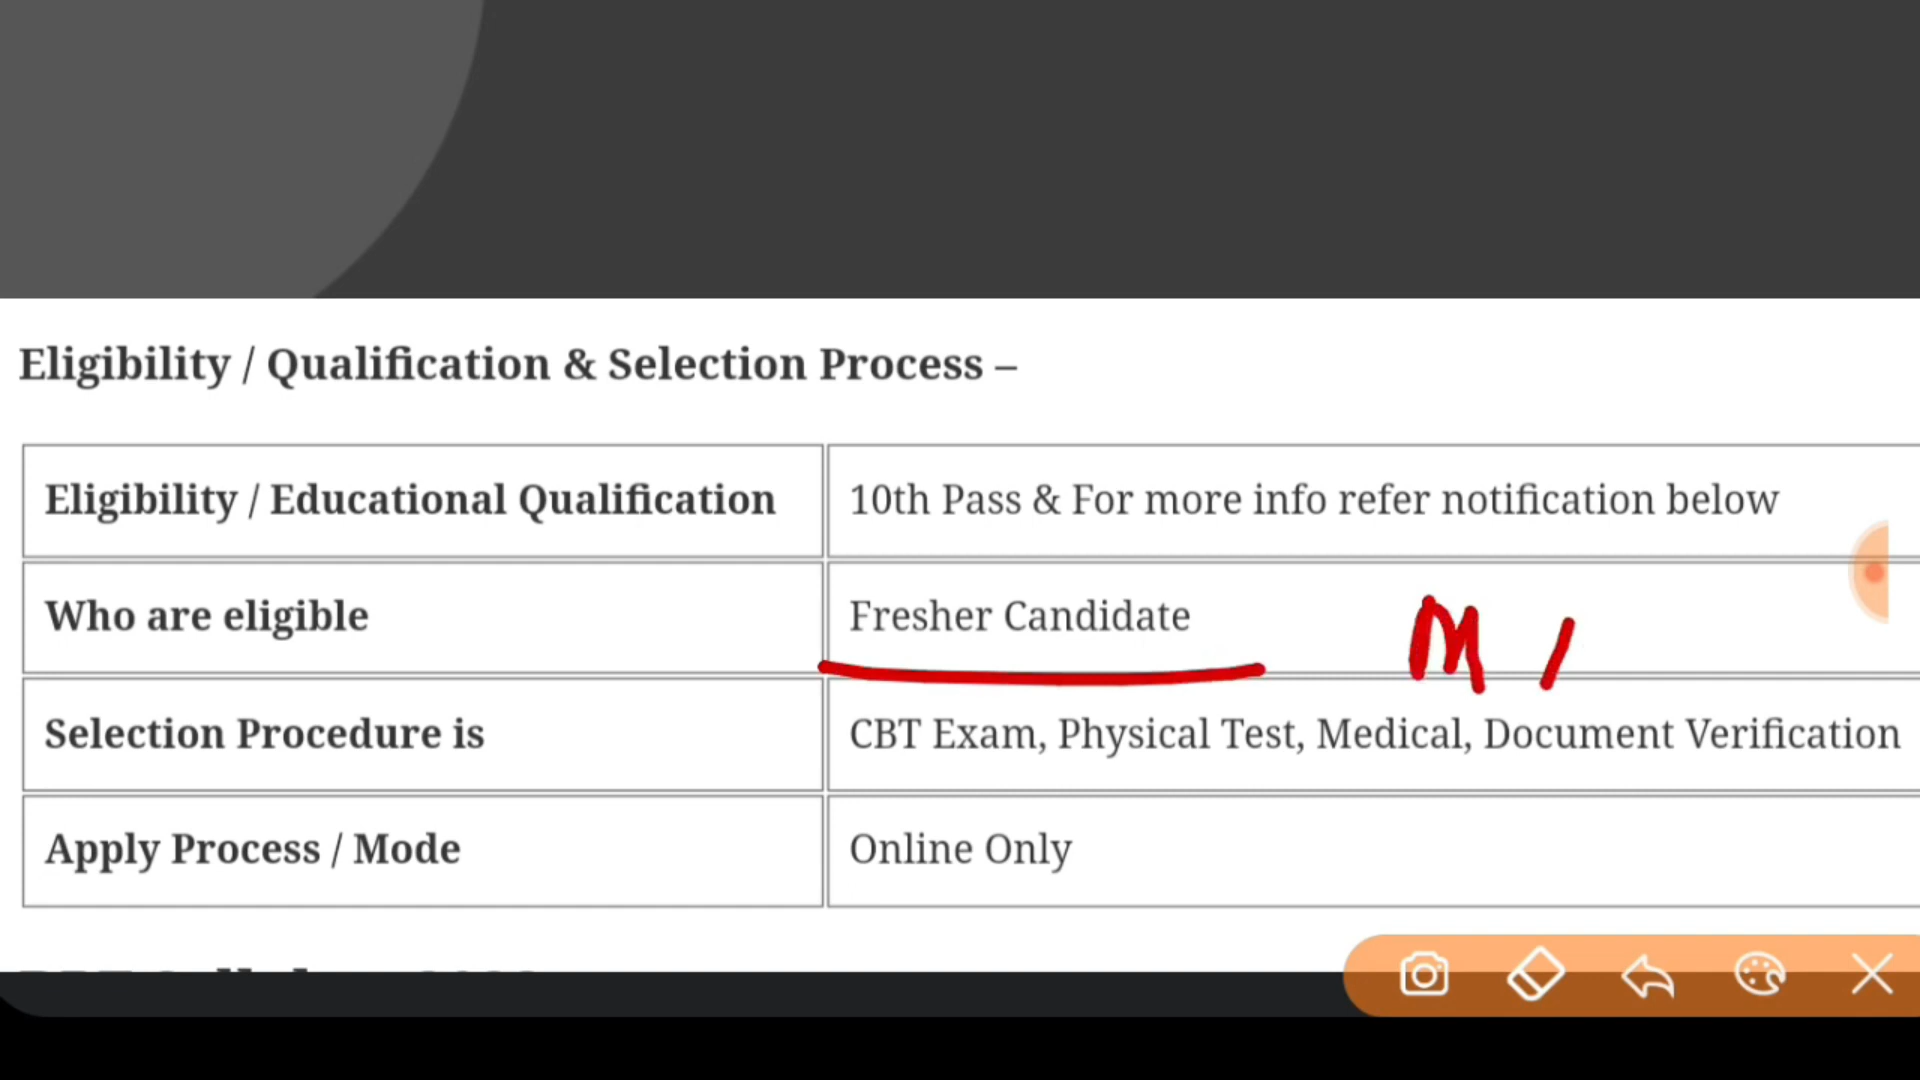 Eligibility / Qualification & Selection Process –
Eligibility / Educational Qualification 10th Pass & For more info refer notification below
Who are eligible Fresher Candidate M /
Selection Procedure is CBT Exam, Physical Test, Medical, Document Verification
Apply Process / Mode Online Only